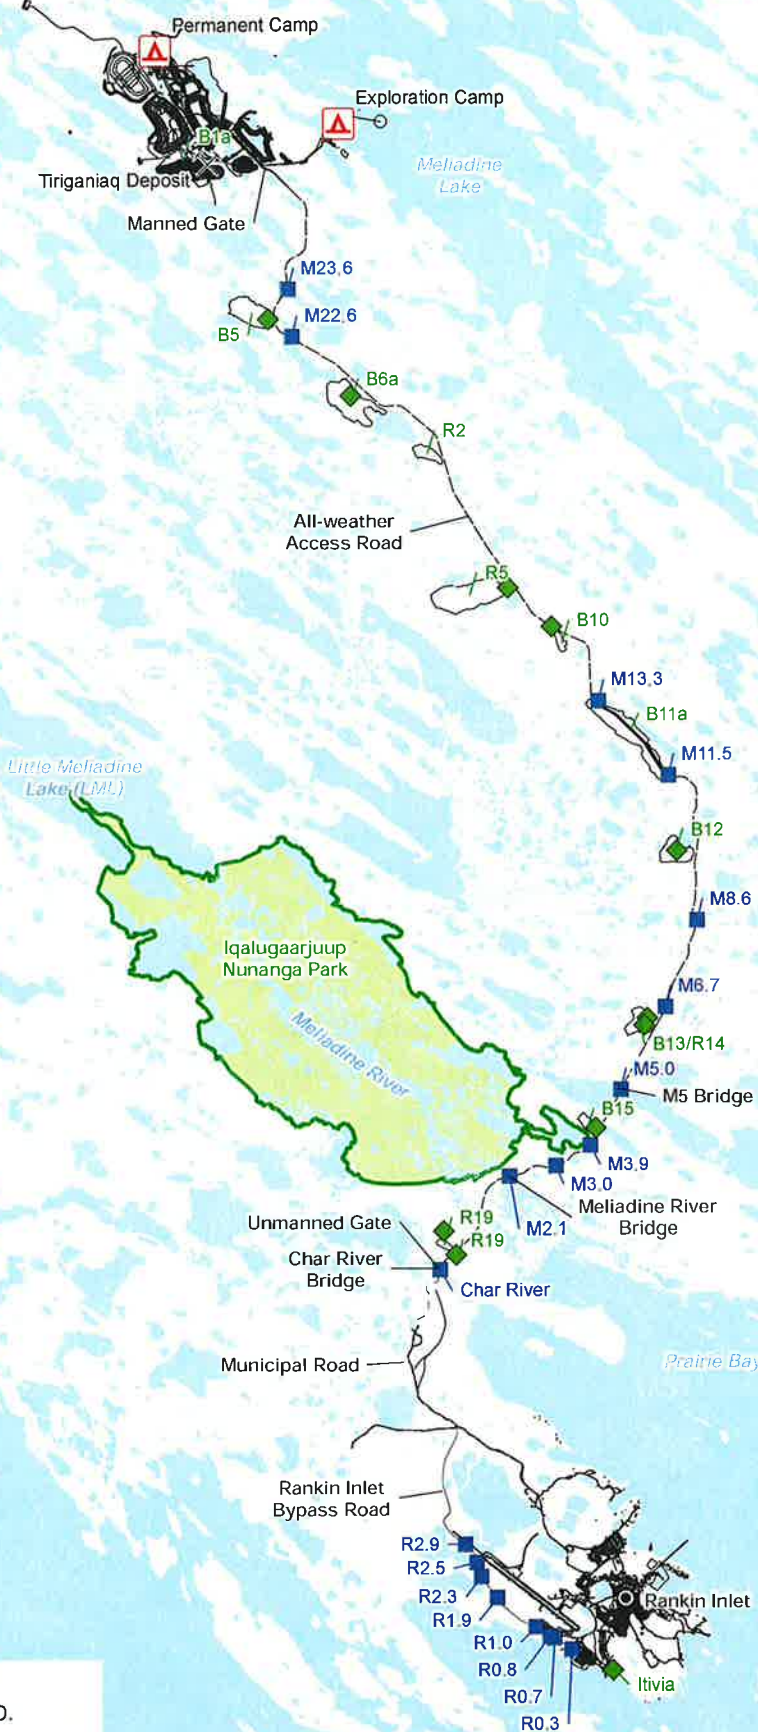 Permanent Camp
Exploration Camp
B1a
Meliadine
Lake
Tiriganiaq Deposit
Manned Gate
M23.6
M22.6
B5
B6a
R2
All-weather
Access Road
R5
B10
M13.3
B11a
M11.5
Little Meliadine
Lake (LML)
B12
M8.6
Iqalugaarjuup
Nunanga Park
M6.7
Meliadine River
B13/R14
M5.0
M5 Bridge
B15
M3.9
M3.0
Meliadine River
Bridge
M2.1
R19
Unmanned Gate
R19
Char River
Bridge
Char River
Municipal Road
Prairie Bay
Rankin Inlet
Bypass Road
R2.9
R2.5
R2.3
R1.9
Rankin Inlet
R1.0
R0.8
Itivia
R0.7
R0.3